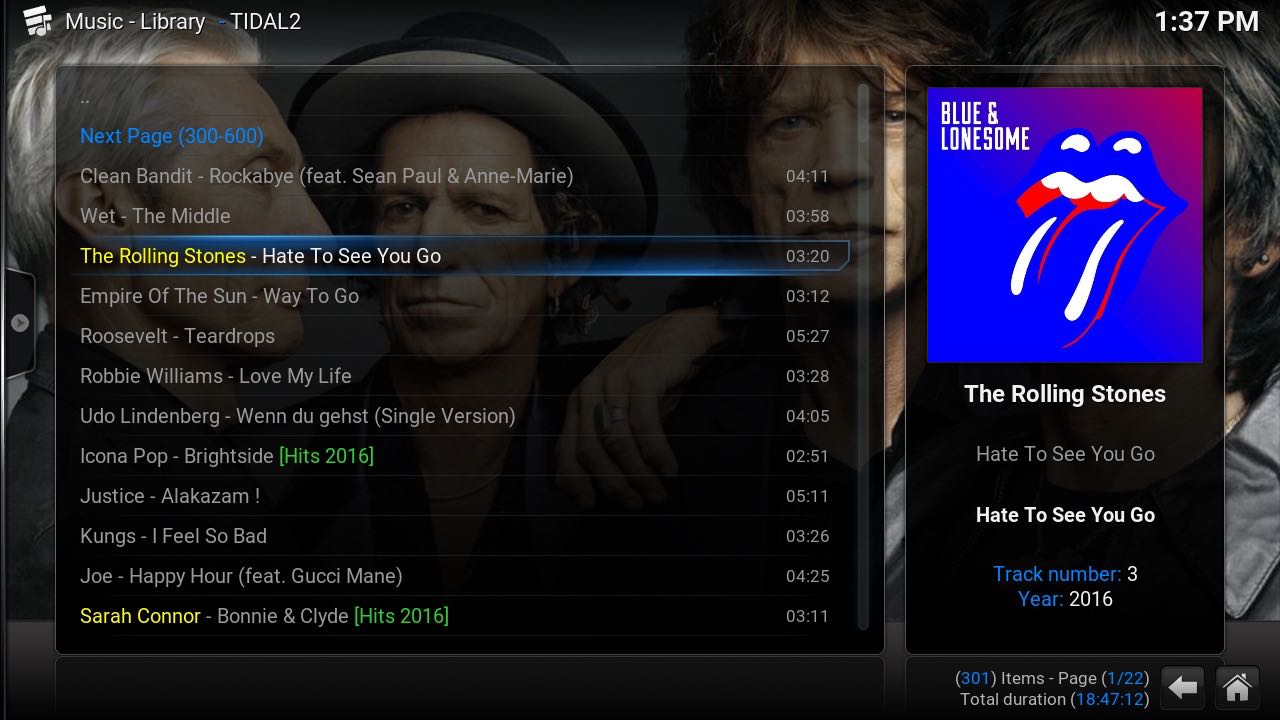 Music - Library - TIDAL2
1:37 PM
..
Next Page (300-600)
Clean Bandit - Rockabye (feat. Sean Paul & Anne-Marie) 04:11
Wet - The Middle 03:58
The Rolling Stones - Hate To See You Go 03:20
Empire Of The Sun - Way To Go 03:12
Roosevelt - Teardrops 05:27
Robbie Williams - Love My Life 03:28
Udo Lindenberg - Wenn du gehst (Single Version) 04:05
Icona Pop - Brightside [Hits 2016] 02:51
Justice - Alakazam ! 05:11
Kungs - I Feel So Bad 03:26
Joe - Happy Hour (feat. Gucci Mane) 04:25
Sarah Connor - Bonnie & Clyde [Hits 2016] 03:11
BLUE &
LONESOME
The Rolling Stones
Hate To See You Go
Hate To See You Go
Track number: 3
Year: 2016
(301) Items - Page (1/22)
Total duration (18:47:12)